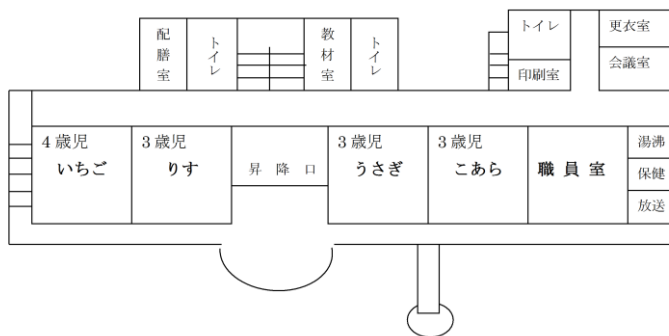 配膳室
トイレ
教材室
トイレ
トイレ
更衣室
印刷室
会議室
4歳児
いちご
3歳児
りす
昇降口
3歳児
うさぎ
3歳児
こあら
職員室
湯沸
保健
放送